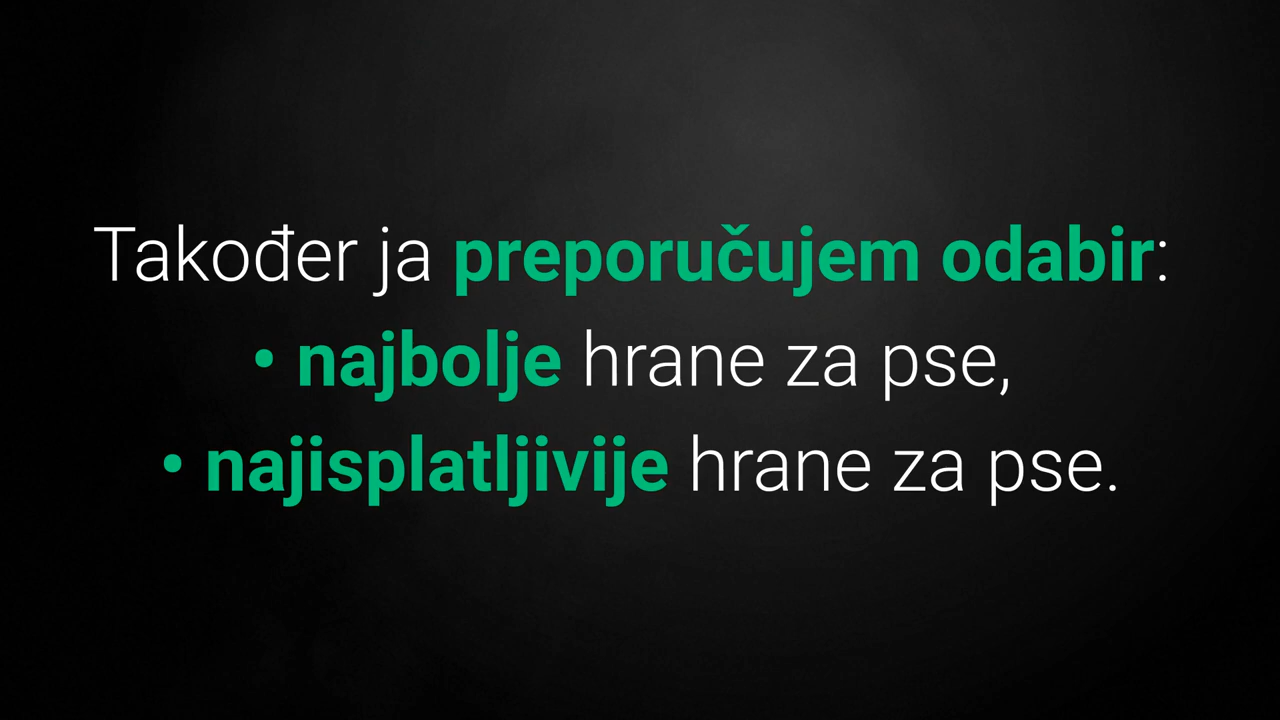 Također ja preporučujem odabir:
• najbolje hrane za pse,
• najisplatljivije hrane za pse.